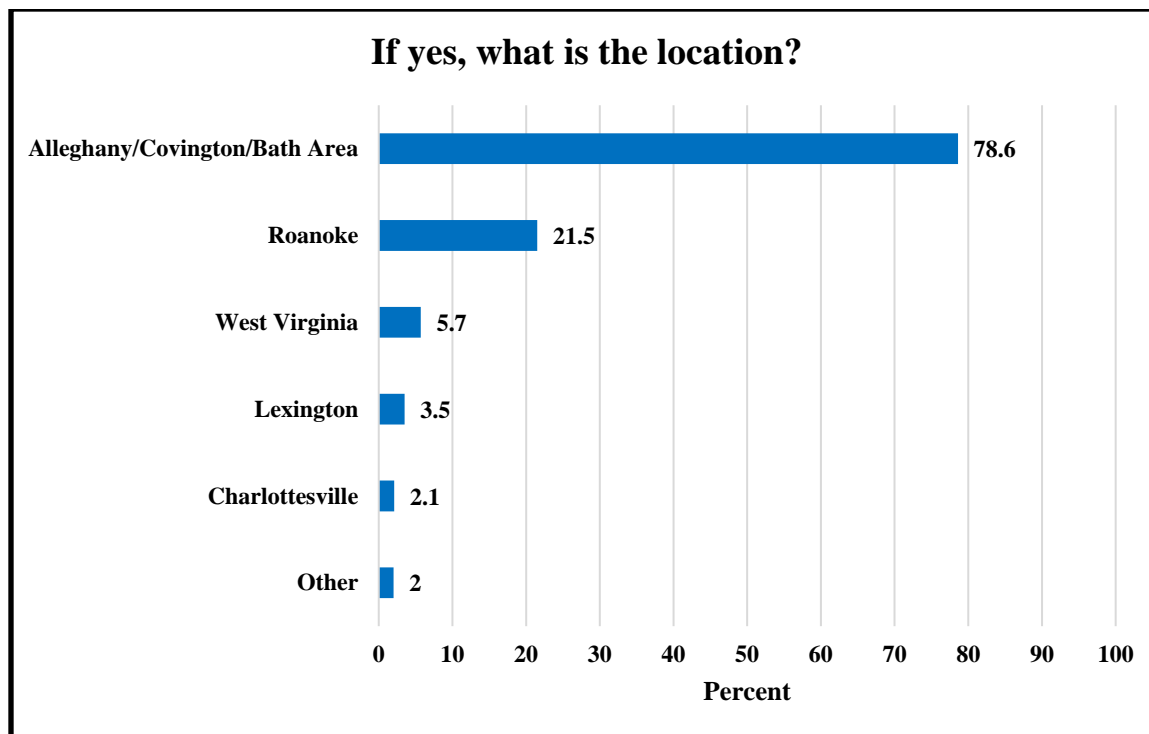 If yes, what is the location?
Alleghany/Covington/Bath Area 78.6
Roanoke 21.5
West Virginia 5.7
Lexington 3.5
Charlottesville 2.1
Other 2
0 10 20 30 40 50 60 70 80 90 100
Percent